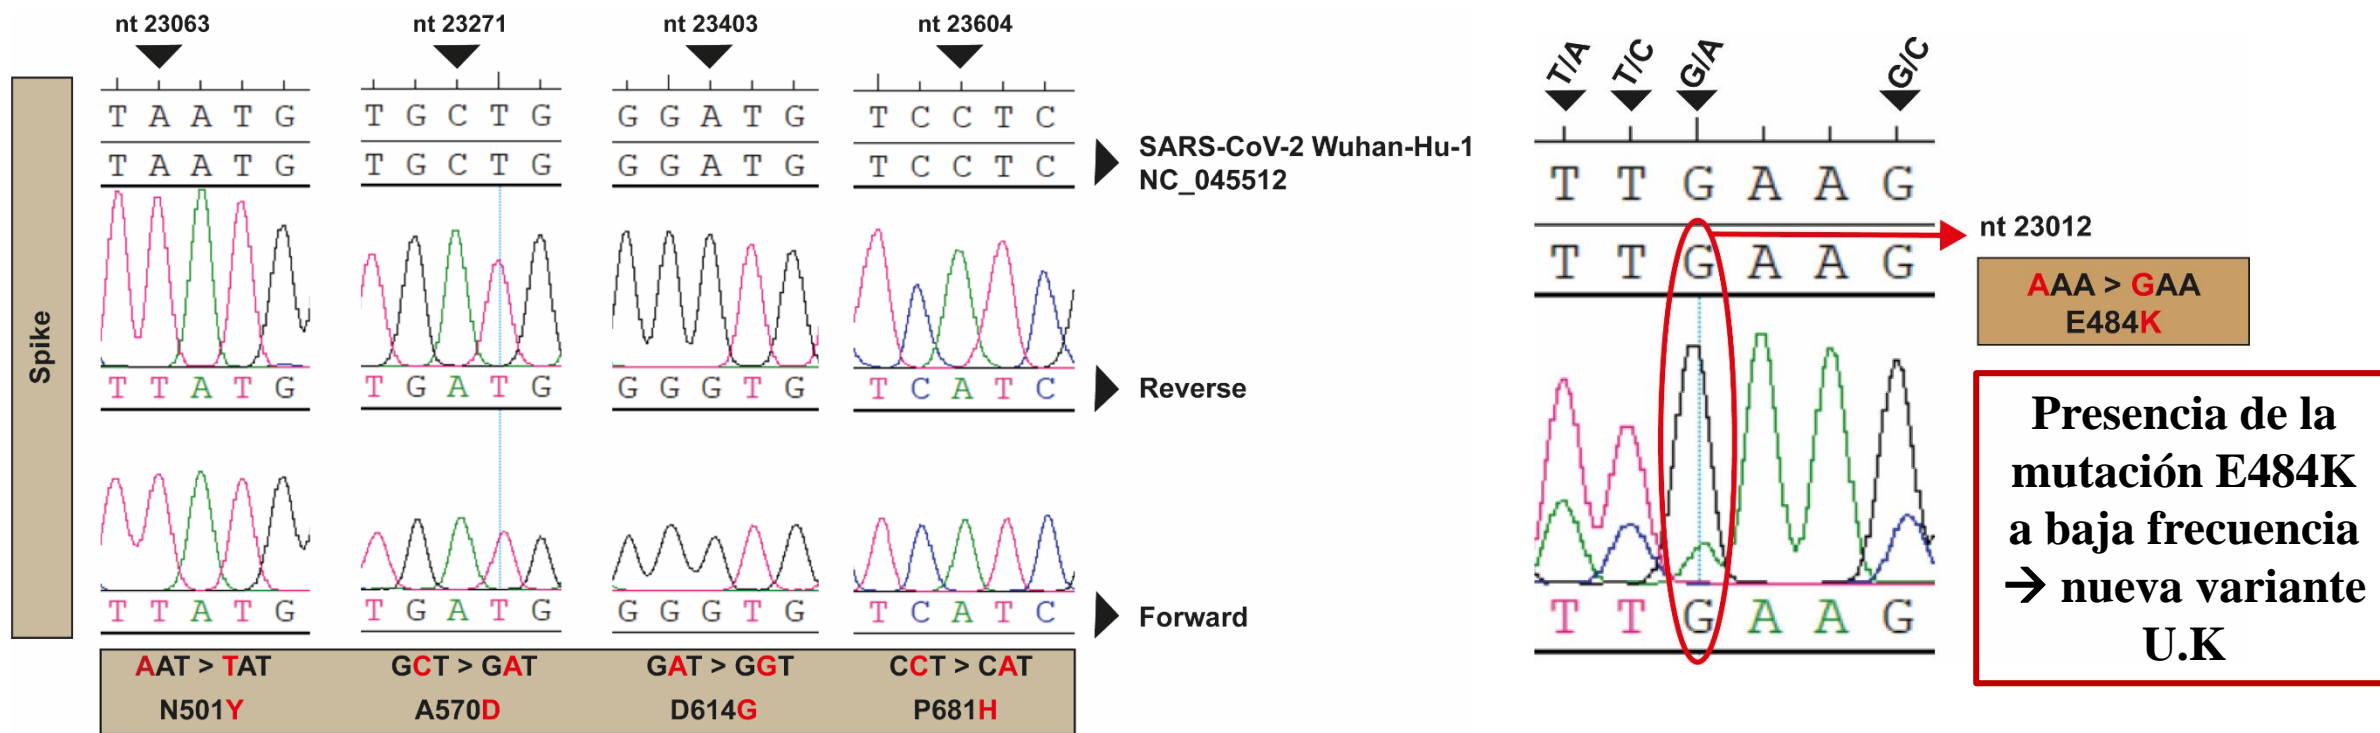 nt 23063 nt 23271 nt 23403 nt 23604
T A A T G T G C T G G G A T G T C C T C
T A A T G T G C T G G G A T G T C C T C
SARS-CoV-2 Wuhan-Hu-1
NC_045512
Spike
T T A T G T G A T G G G G T G T C A T C
Reverse
T T A T G T G A T G G G G T G T C A T C
Forward
AAT > TAT GCT > GAT GAT > GGT CCT > CAT
N501Y A570D D614G P681H
T/A T/C G/A G/C
T T G A A G
nt 23012
T T G A A G
AAA > GAA
E484K
T T G A A G
Presencia de la
mutación E484K
a baja frecuencia
→ nueva variante
U.K